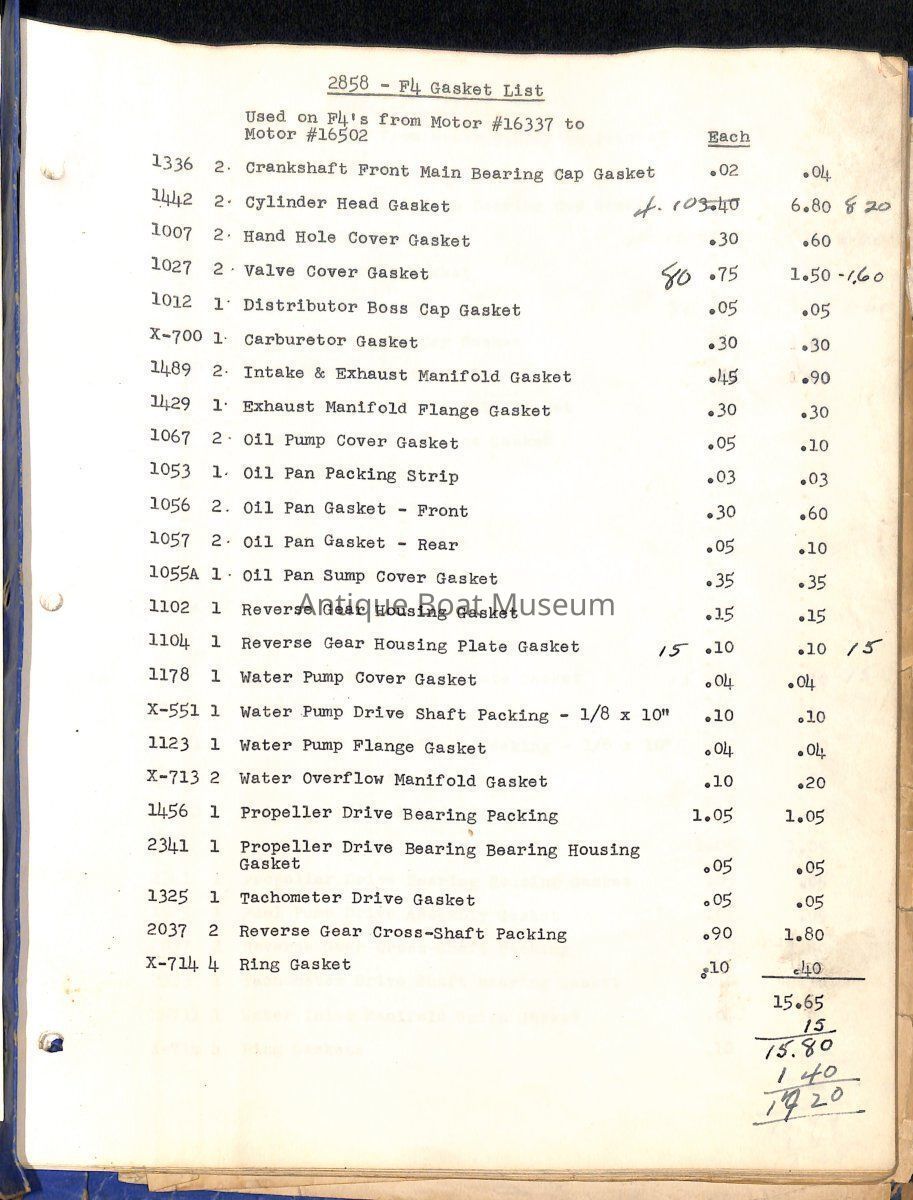 2858 - F4 Gasket List
Used on F4's from Motor #16337 to
Motor #16502
Each
1336 2. Crankshaft Front Main Bearing Cap Gasket .02 .04
1442 2. Cylinder Head Gasket 4.10 3.40 6.80 8 20
1007 2. Hand Hole Cover Gasket .30 .60
1027 2. Valve Cover Gasket 80 .75 1.50 -1.60
1012 1. Distributor Boss Cap Gasket .05 .05
X-700 1. Carburetor Gasket .30 .30
1489 2. Intake & Exhaust Manifold Gasket .45 .90
1429 1. Exhaust Manifold Flange Gasket .30 .30
1067 2. Oil Pump Cover Gasket .05 .10
1053 1. Oil Pan Packing Strip .03 .03
1056 2. Oil Pan Gasket - Front .30 .60
1057 2. Oil Pan Gasket - Rear .05 .10
1055A 1. Oil Pan Sump Cover Gasket .35 .35
Antique Boat Museum
1102 1 Reverse Gear Housing Gasket .15 .15
1104 1 Reverse Gear Housing Plate Gasket 15 .10 .10 15
1178 1 Water Pump Cover Gasket .04 .04
X-551 1 Water Pump Drive Shaft Packing - 1/8 x 10" .10 .10
1123 1 Water Pump Flange Gasket .04 .04
X-713 2 Water Overflow Manifold Gasket .10 .20
1456 1 Propeller Drive Bearing Packing 1.05 1.05
2341 1 Propeller Drive Bearing Bearing Housing
Gasket .05 .05
1325 1 Tachometer Drive Gasket .05 .05
2037 2 Reverse Gear Cross-Shaft Packing .90 1.80
X-714 4 Ring Gasket .10 .40
15.65
15
15.80
1 40
17 20